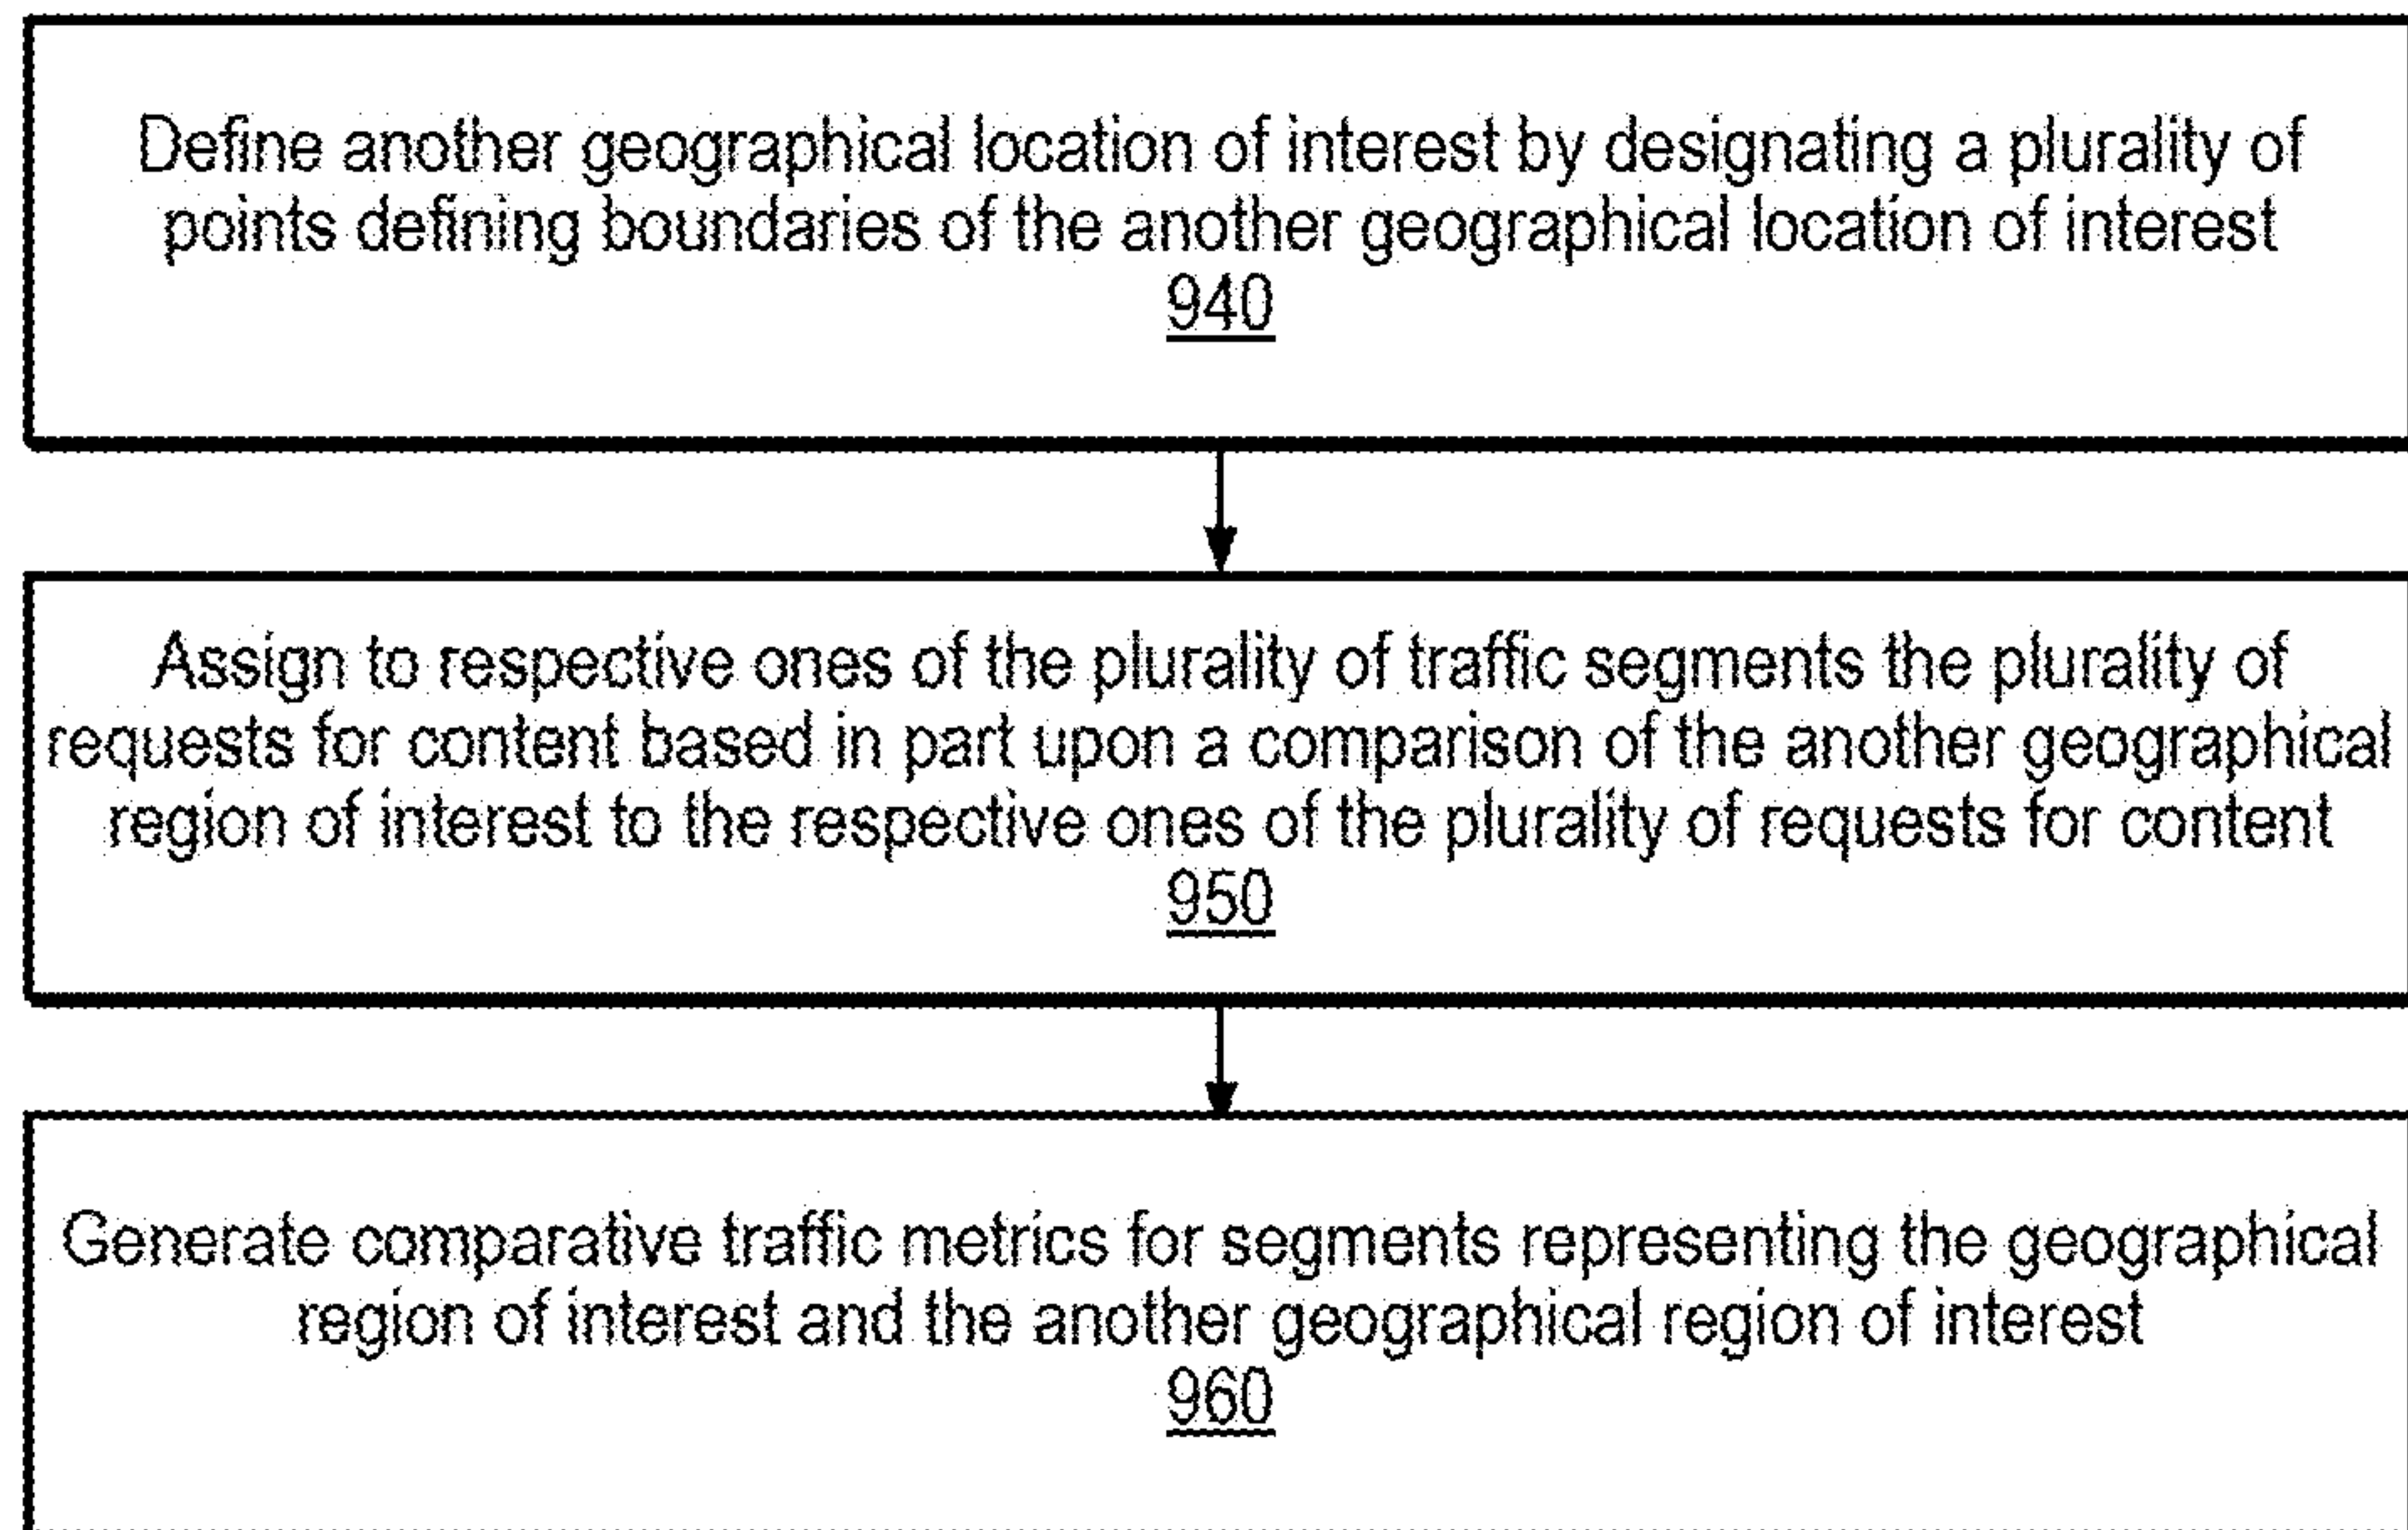 Define another geographical location of interest by designating a plurality of
points defining boundaries of the another geographical location of interest
940
Assign to respective ones of the plurality of traffic segments the plurality of
requests for content based in part upon a comparison of the another geographical
region of interest to the respective ones of the plurality of requests for content
950
Generate comparative traffic metrics for segments representing the geographical
region of interest and the another geographical region of interest
960